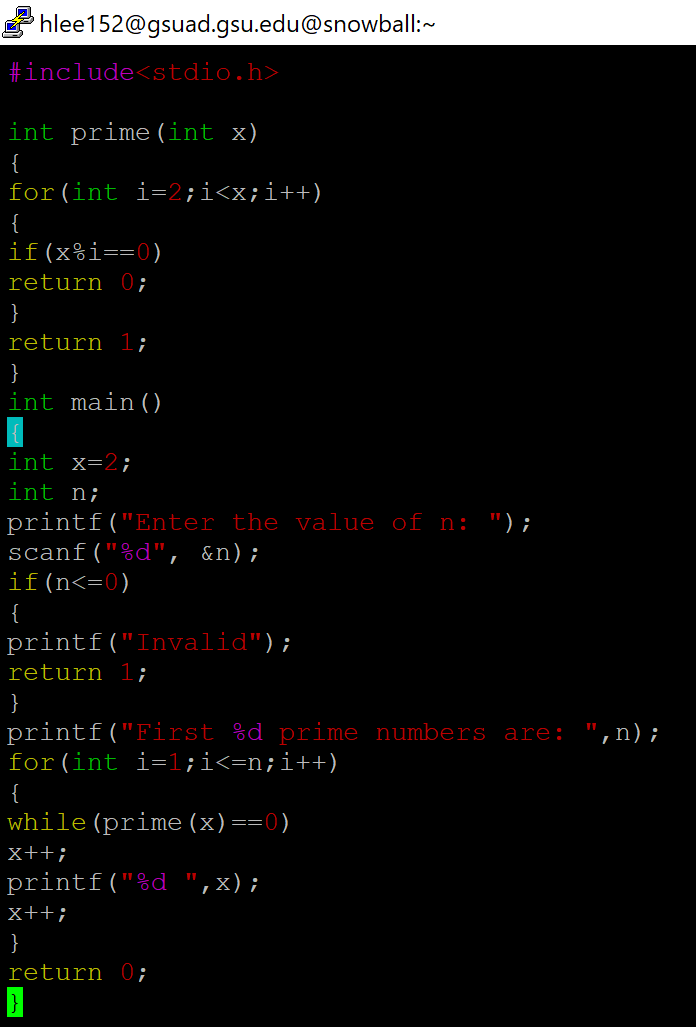 hlee152@gsuad.gsu.edu@snowball:~
#include<stdio.h>
int prime(int x)
{
for(int i=2;i<x;i++)
{
if(x%i==0)
return 0;
}
return 1;
}
int main()
{
int x=2;
int n;
printf("Enter the value of n: ");
scanf("%d", &n);
if(n<=0)
{
printf("Invalid");
return 1;
}
printf("First %d prime numbers are: ",n);
for(int i=1;i<=n;i++)
{
while(prime(x)==0)
x++;
printf("%d ",x);
x++;
}
return 0;
}